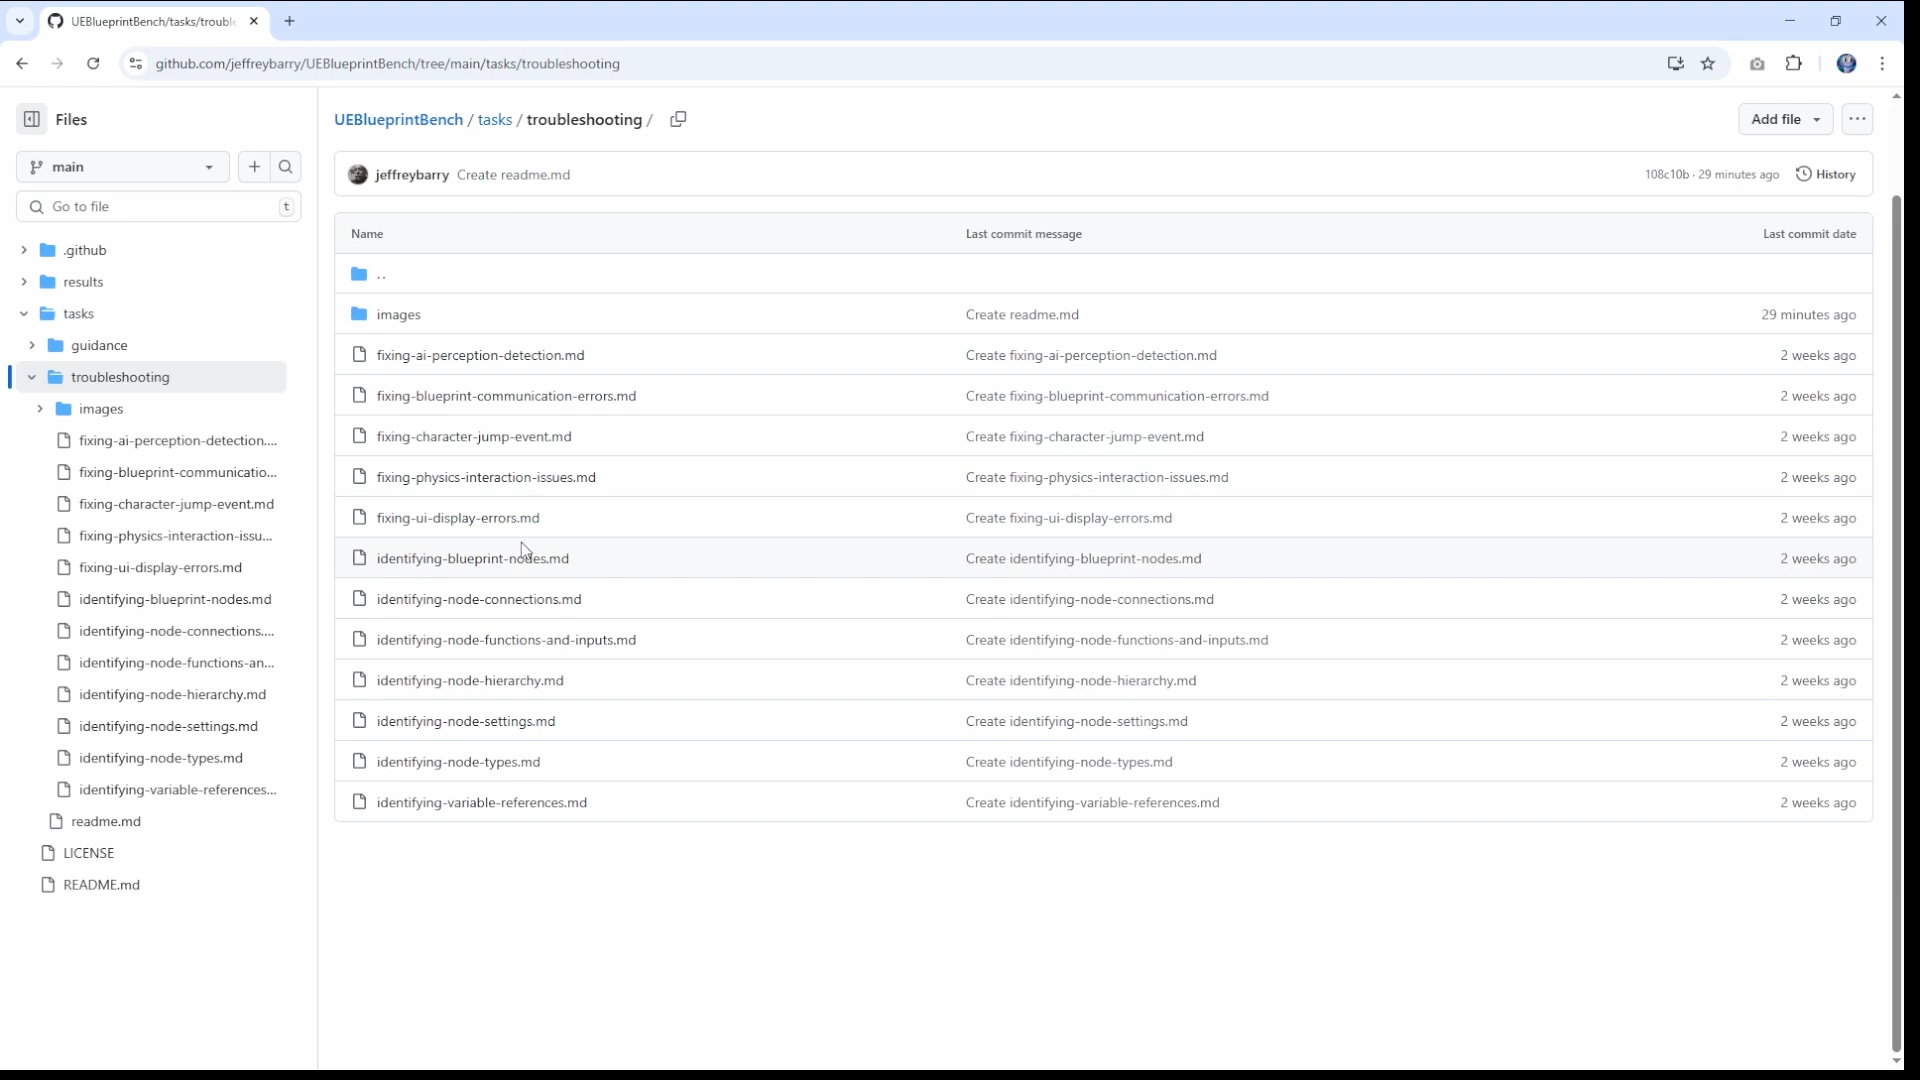 UEBlueprintBench/tasks/trouble
github.com/jeffreybarry/UEBlueprintBench/tree/main/tasks/troubleshooting
Files
main
Go to file
t
.github
results
tasks
guidance
troubleshooting
images
fixing-ai-perception-detection....
fixing-blueprint-communicatio...
fixing-character-jump-event.md
fixing-physics-interaction-issu...
fixing-ui-display-errors.md
identifying-blueprint-nodes.md
identifying-node-connections....
identifying-node-functions-an...
identifying-node-hierarchy.md
identifying-node-settings.md
identifying-node-types.md
identifying-variable-references...
readme.md
LICENSE
README.md
UEBlueprintBench / tasks / troubleshooting /
Add file
jeffreybarry Create readme.md
108c10b · 29 minutes ago
History
Name Last commit message Last commit date
..
images Create readme.md 29 minutes ago
fixing-ai-perception-detection.md Create fixing-ai-perception-detection.md 2 weeks ago
fixing-blueprint-communication-errors.md Create fixing-blueprint-communication-errors.md 2 weeks ago
fixing-character-jump-event.md Create fixing-character-jump-event.md 2 weeks ago
fixing-physics-interaction-issues.md Create fixing-physics-interaction-issues.md 2 weeks ago
fixing-ui-display-errors.md Create fixing-ui-display-errors.md 2 weeks ago
identifying-blueprint-nodes.md Create identifying-blueprint-nodes.md 2 weeks ago
identifying-node-connections.md Create identifying-node-connections.md 2 weeks ago
identifying-node-functions-and-inputs.md Create identifying-node-functions-and-inputs.md 2 weeks ago
identifying-node-hierarchy.md Create identifying-node-hierarchy.md 2 weeks ago
identifying-node-settings.md Create identifying-node-settings.md 2 weeks ago
identifying-node-types.md Create identifying-node-types.md 2 weeks ago
identifying-variable-references.md Create identifying-variable-references.md 2 weeks ago